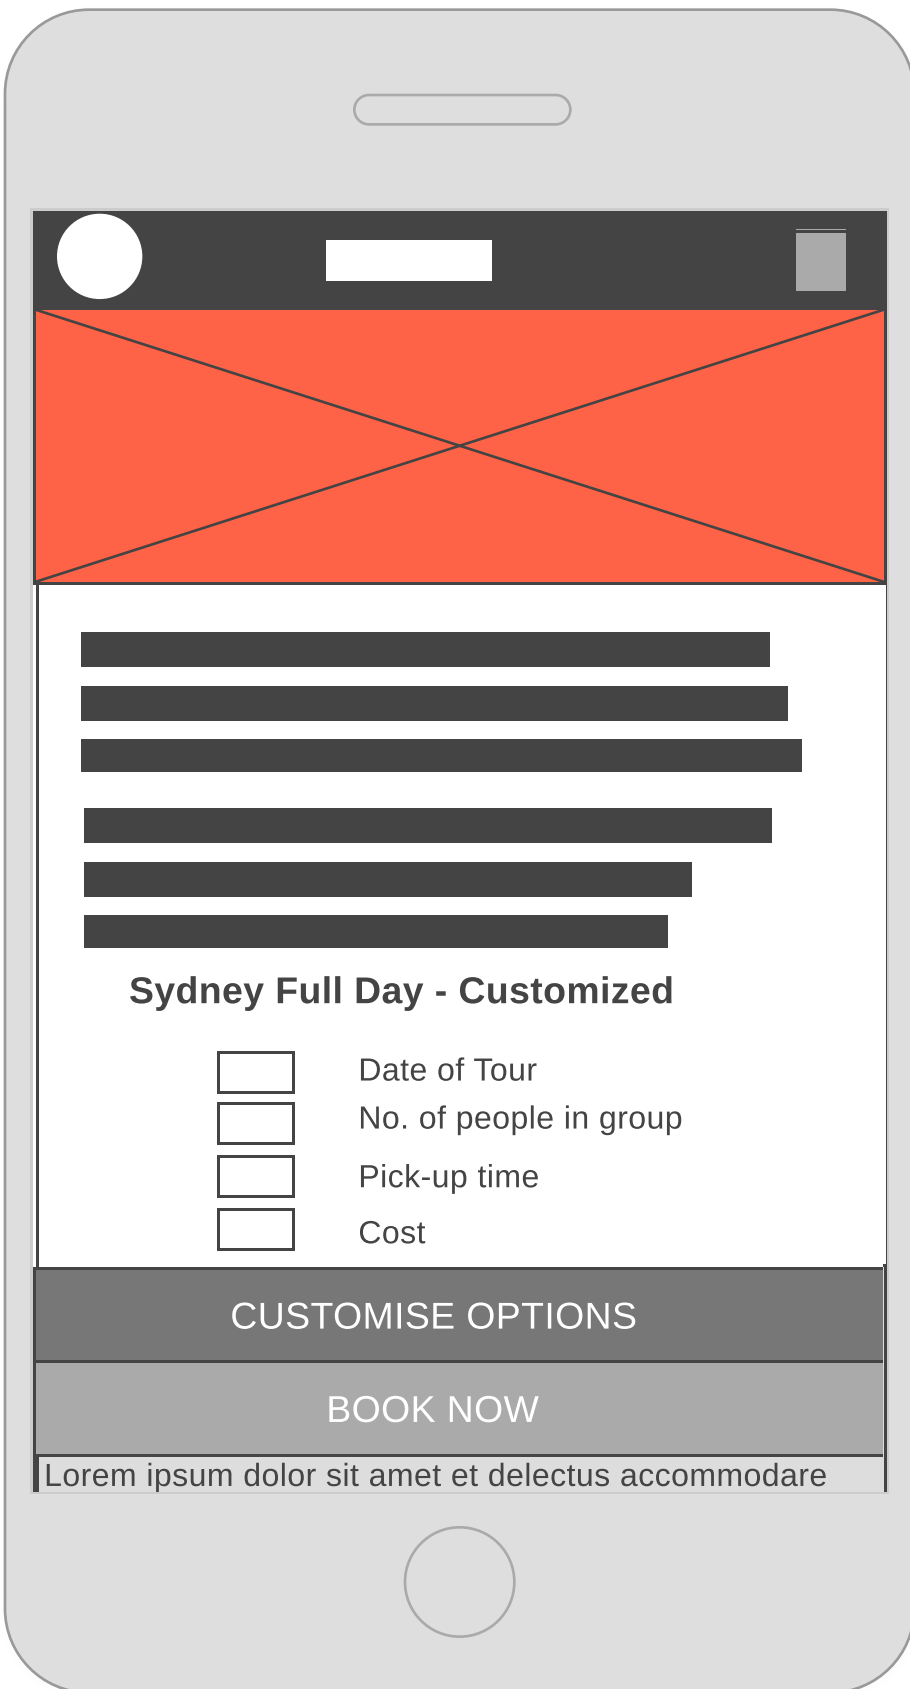 Sydney Full Day - Customized
Date of Tour
No. of people in group
Pick-up time
Cost
CUSTOMISE OPTIONS
BOOK NOW
Lorem ipsum dolor sit amet et delectus accommodare